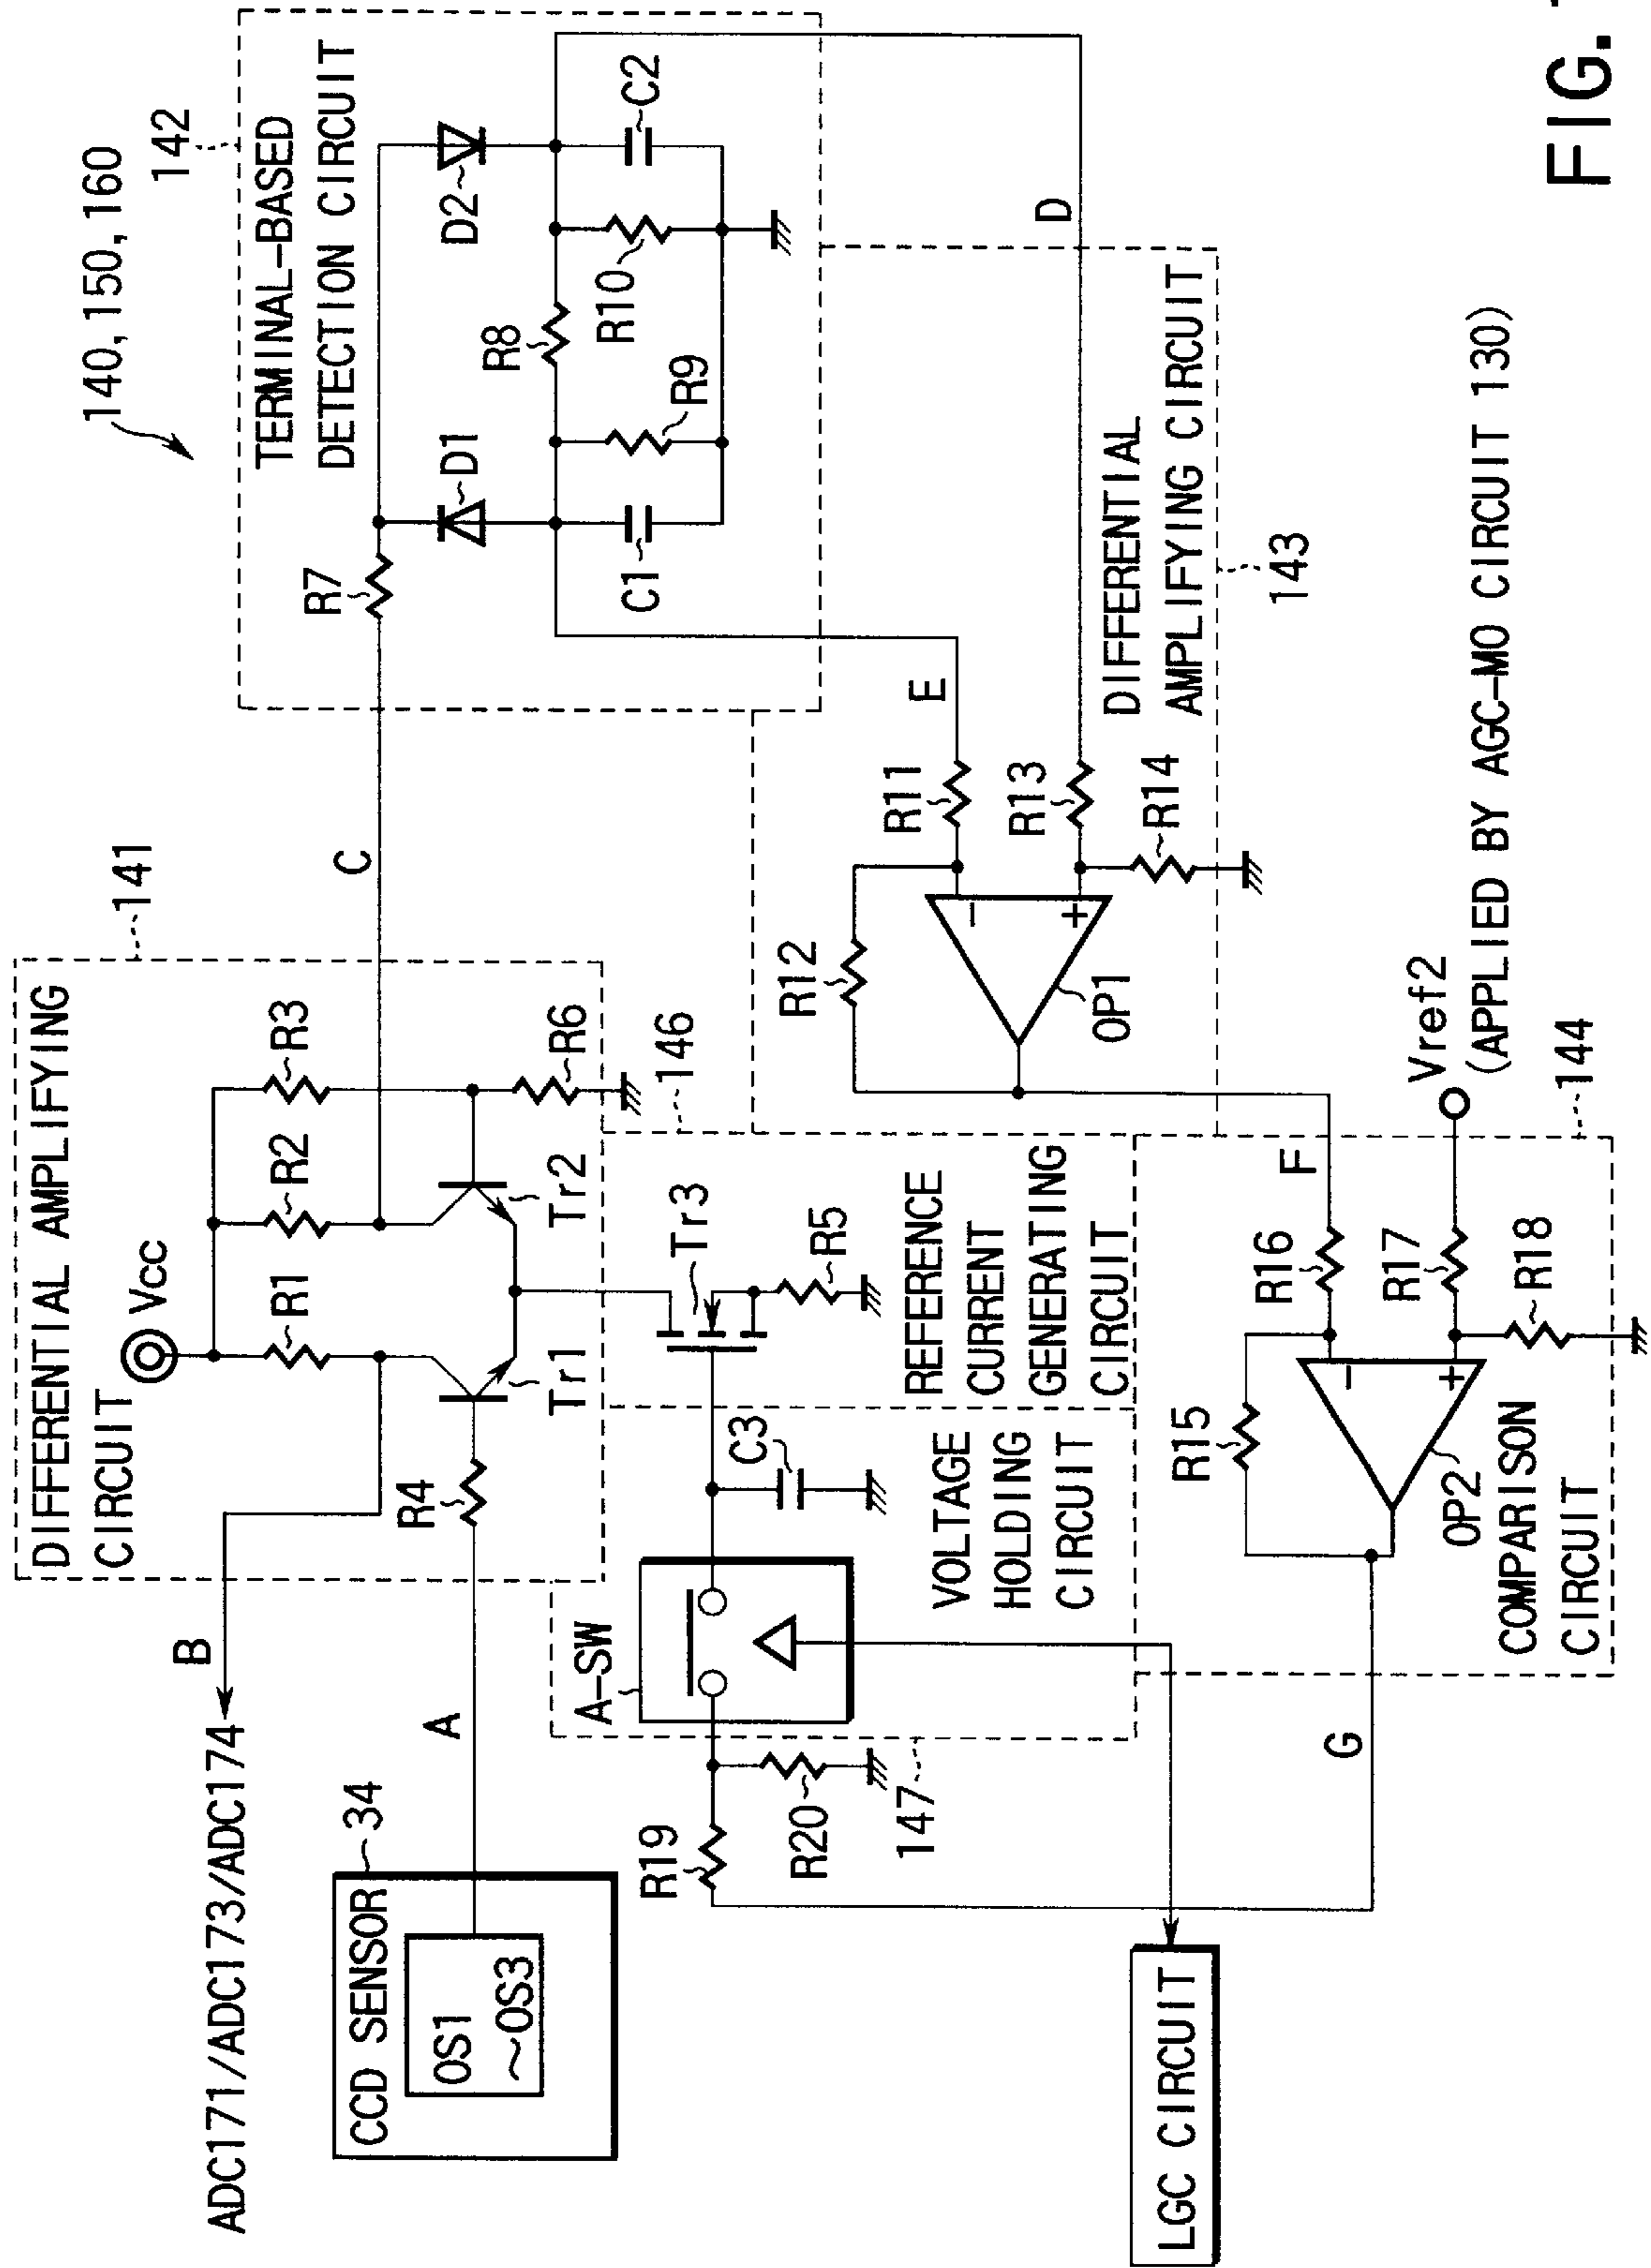 140, 150, 160
DIFFERENTIAL AMPLIFYING
CIRCUIT
141
Vcc
R1
R2
R3
R4
R6
Tr1
Tr2
B
ADC171/ADC173/ADC174
CCD SENSOR
34
OS1
~OS3
A
C
TERMINAL-BASED
DETECTION CIRCUIT
142
R7
D1
D2
R8
R9
R10
C1
C2
A-SW
VOLTAGE
HOLDING
CIRCUIT
C3
147
R19
R20
146
Tr3
R5
REFERENCE
CURRENT
GENERATING
CIRCUIT
E
D
R11
R12
R13
R14
OP1
DIFFERENTIAL
AMPLIFYING CIRCUIT
143
LGC CIRCUIT
G
F
R15
R16
R17
R18
OP2
COMPARISON
CIRCUIT
144
Vref2
(APPLIED BY AGC-MO CIRCUIT 130)
FIG.